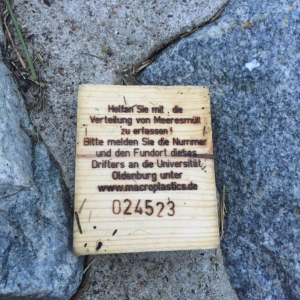 Helfen Sie mit , die
Verteilung von Meeresmüll
zu erfassen!
Bitte melden Sie die Nummer
und den Fundort dieses
Drifters an die Universität
Oldenburg unter
www.macroplastics.de
024523